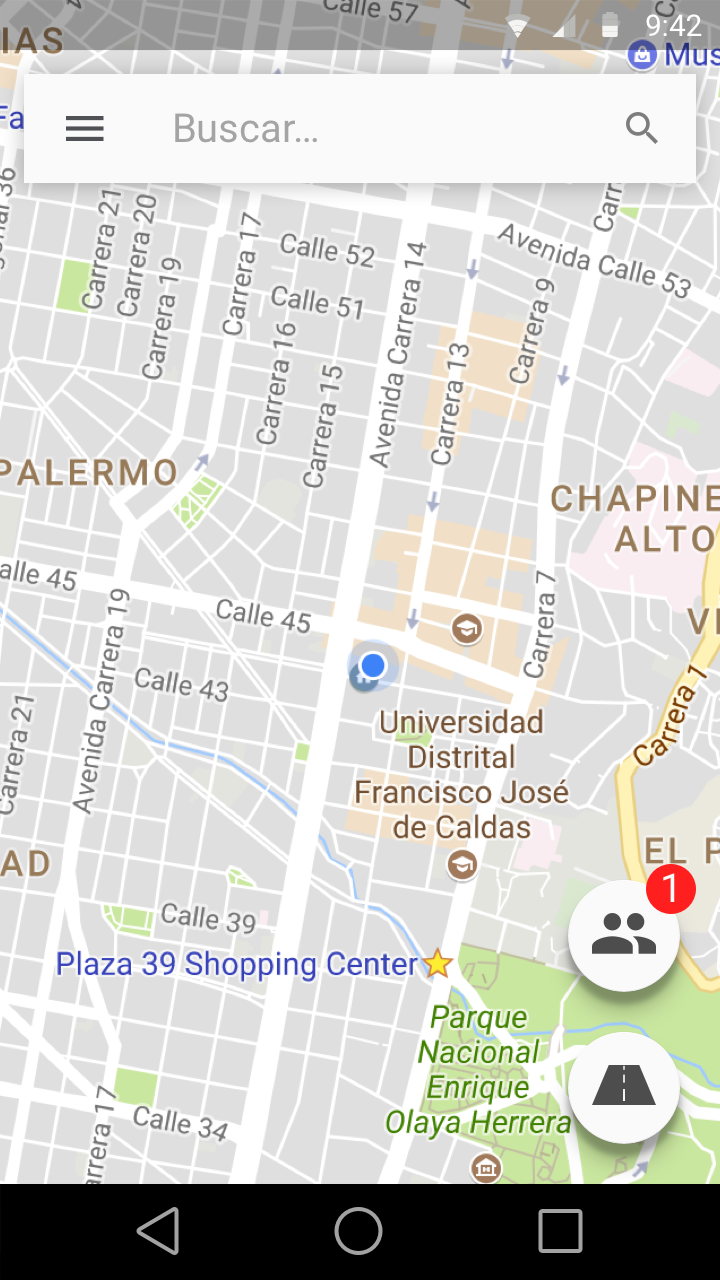 Calle 57
9:42
IAS
Mus
Fa
Buscar...
Carrera 21
Carrera 20
Carrera 19
Carrera 17
Calle 52
Calle 51
Carrera 16
Carrera 15
Avenida Carrera 14
Carrera 13
Carrera 9
Carr
Avenida Calle 53
PALERMO
CHAPINE
ALTO
alle 45
Calle 45
Avenida Carrera 19
Carrera 7
VI
Calle 43
Carrera 21
Carrera 1
Universidad
Distrital
Francisco José
de Caldas
AD
EL P
1
Calle 39
Plaza 39 Shopping Center
Parque
Nacional
Enrique
Olaya Herrera
Calle 34
arrera 17